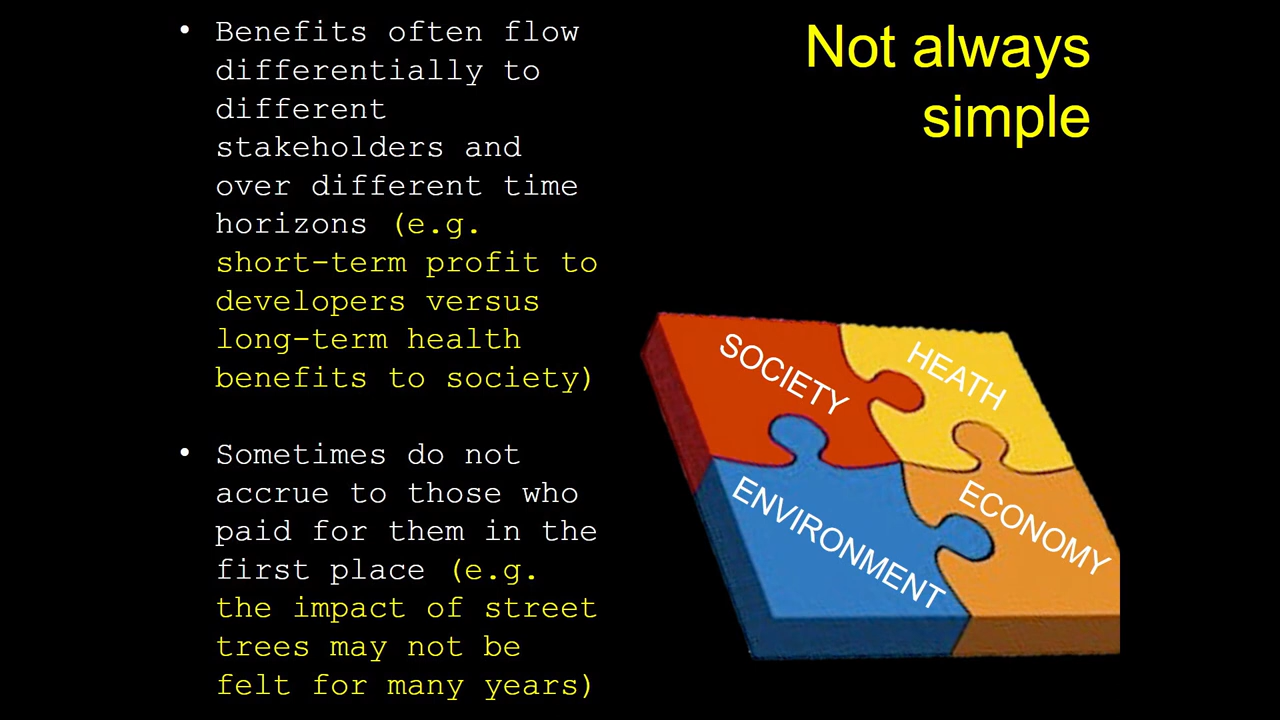 Not always
simple
• Benefits often flow
differentially to
different
stakeholders and
over different time
horizons (e.g.
short-term profit to
developers versus
long-term health
benefits to society)
• Sometimes do not
accrue to those who
paid for them in the
first place (e.g.
the impact of street
trees may not be
felt for many years)
SOCIETY
HEATH
ENVIRONMENT
ECONOMY